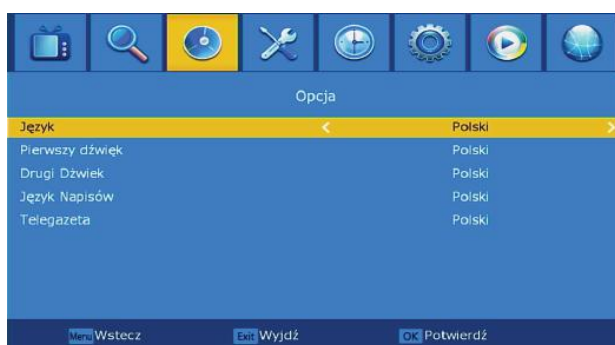 Opcja
Język < Polski >
Pierwszy dźwięk Polski
Drugi Dżwiek Polski
Język Napisów Polski
Telegazeta Polski
Menu Wstecz Exit Wyjdź OK Potwierdź